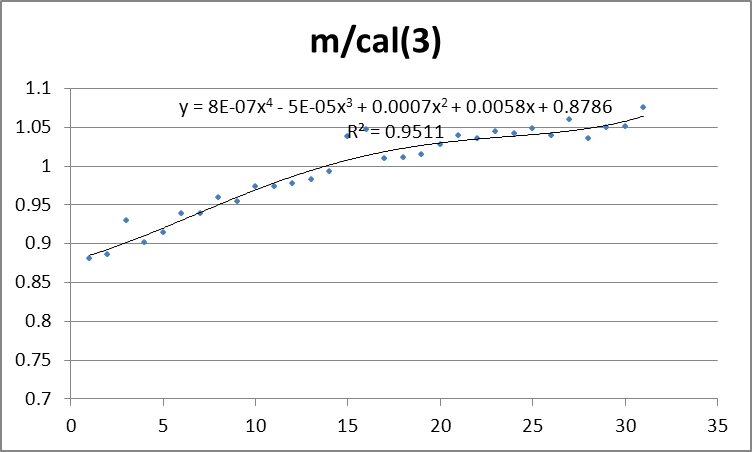 m/cal(3)
1.1
y = 8E-07x⁴ - 5E-05x³ + 0.0007x² + 0.0058x + 0.8786
R² = 0.9511
1.05
1
0.95
0.9
0.85
0.8
0.75
0.7
0 5 10 15 20 25 30 35